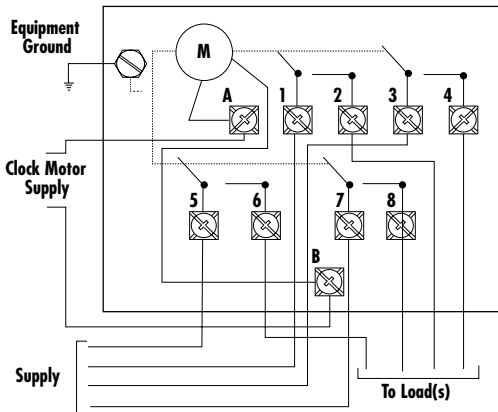 Equipment
Ground
M
A
1
2
3
4
Clock Motor
Supply
5
6
7
8
B
Supply
To Load(s)